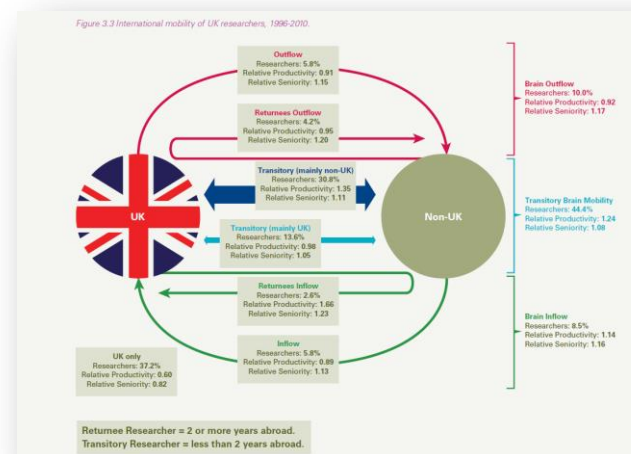 Figure 3.3 International mobility of UK researchers, 1996-2010.
Outflow
Researchers: 5.8%
Relative Productivity: 0.91
Relative Seniority: 1.15
Returnees Outflow
Researchers: 4.2%
Relative Productivity: 0.95
Relative Seniority: 1.20
Transitory (mainly non-UK)
Researchers: 30.8%
Relative Productivity: 1.35
Relative Seniority: 1.11
UK
Non-UK
Transitory (mainly UK)
Researchers: 13.6%
Relative Productivity: 0.98
Relative Seniority: 1.05
Returnees Inflow
Researchers: 2.6%
Relative Productivity: 1.66
Relative Seniority: 1.23
Inflow
Researchers: 5.8%
Relative Productivity: 0.89
Relative Seniority: 1.13
UK only
Researchers: 37.2%
Relative Productivity: 0.60
Relative Seniority: 0.82
Brain Outflow
Researchers: 10.0%
Relative Productivity: 0.92
Relative Seniority: 1.17
Transitory Brain Mobility
Researchers: 44.4%
Relative Productivity: 1.24
Relative Seniority: 1.08
Brain Inflow
Researchers: 8.5%
Relative Productivity: 1.14
Relative Seniority: 1.16
Returnee Researcher = 2 or more years abroad.
Transitory Researcher = less than 2 years abroad.